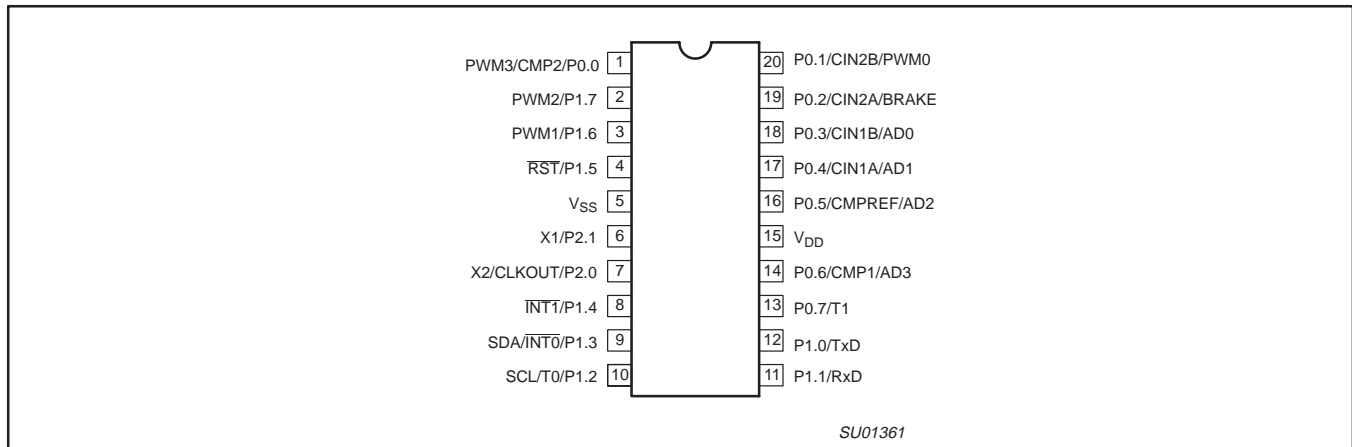 PWM3/CMP2/P0.0 1 20 P0.1/CIN2B/PWM0
PWM2/P1.7 2 19 P0.2/CIN2A/BRAKE
PWM1/P1.6 3 18 P0.3/CIN1B/AD0
R̅S̅T̅/P1.5 4 17 P0.4/CIN1A/AD1
VSS 5 16 P0.5/CMPREF/AD2
X1/P2.1 6 15 VDD
X2/CLKOUT/P2.0 7 14 P0.6/CMP1/AD3
I̅N̅T̅1̅/P1.4 8 13 P0.7/T1
SDA/I̅N̅T̅0̅/P1.3 9 12 P1.0/TxD
SCL/T0/P1.2 10 11 P1.1/RxD
SU01361